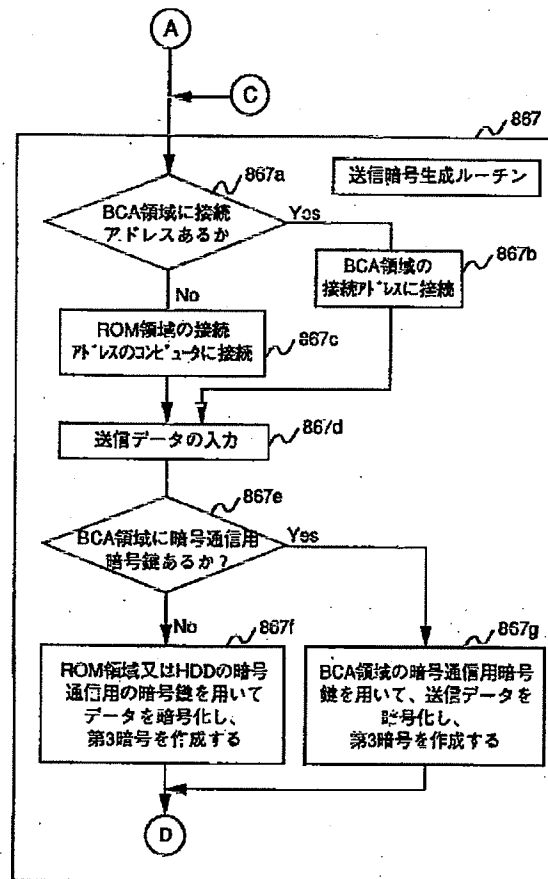 A
C
867
送信暗号生成ルーチン
867a
BCA領域に接続
アドレスあるか
Yes
867b
BCA領域の
接続ｱﾄﾞﾚｽに接続
No
ROM領域の接続
ｱﾄﾞﾚｽのｺﾝﾋﾟｭｰﾀに接続
867c
送信データの入力
867d
867e
BCA領域に暗号通信用
暗号鍵あるか？
Yes
No
867f
ROM領域又はHDDの暗号
通信用の暗号鍵を用いて
データを暗号化し、
第3暗号を作成する
867g
BCA領域の暗号通信用暗号
鍵を用いて、送信データを
暗号化し、
第3暗号を作成する
D